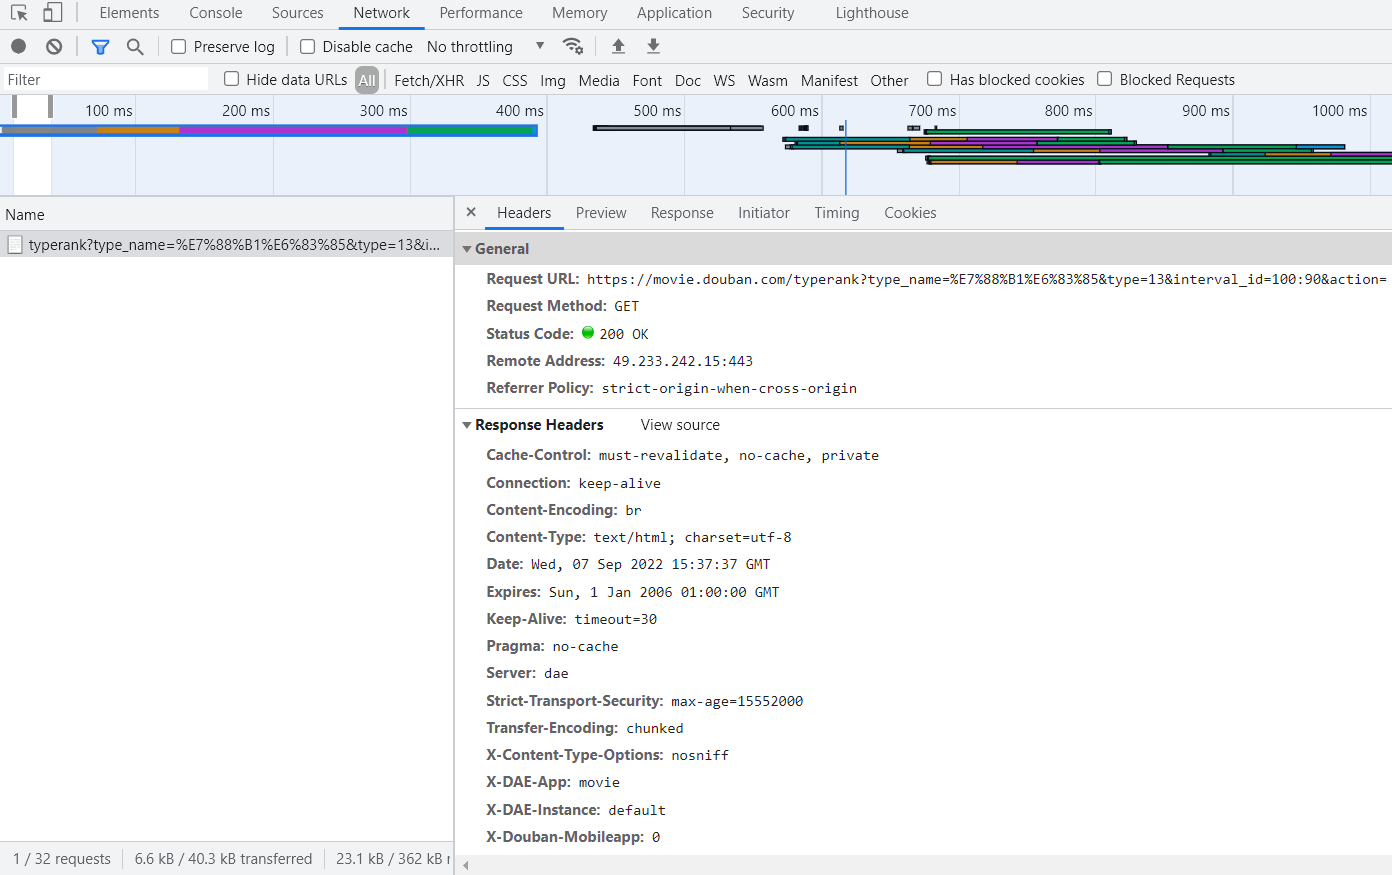 Elements Console Sources Network Performance Memory Application Security Lighthouse
Preserve log Disable cache No throttling
Filter Hide data URLs All Fetch/XHR JS CSS Img Media Font Doc WS Wasm Manifest Other Has blocked cookies Blocked Requests
100 ms 200 ms 300 ms 400 ms 500 ms 600 ms 700 ms 800 ms 900 ms 1000 ms
Name
typerank?type_name=%E7%88%B1%E6%83%85&type=13&i...
1 / 32 requests 6.6 kB / 40.3 kB transferred 23.1 kB / 362 kB
Headers Preview Response Initiator Timing Cookies
General
Request URL: https://movie.douban.com/typerank?type_name=%E7%88%B1%E6%83%85&type=13&interval_id=100:90&action=
Request Method: GET
Status Code: 200 OK
Remote Address: 49.233.242.15:443
Referrer Policy: strict-origin-when-cross-origin
Response Headers View source
Cache-Control: must-revalidate, no-cache, private
Connection: keep-alive
Content-Encoding: br
Content-Type: text/html; charset=utf-8
Date: Wed, 07 Sep 2022 15:37:37 GMT
Expires: Sun, 1 Jan 2006 01:00:00 GMT
Keep-Alive: timeout=30
Pragma: no-cache
Server: dae
Strict-Transport-Security: max-age=15552000
Transfer-Encoding: chunked
X-Content-Type-Options: nosniff
X-DAE-App: movie
X-DAE-Instance: default
X-Douban-Mobileapp: 0